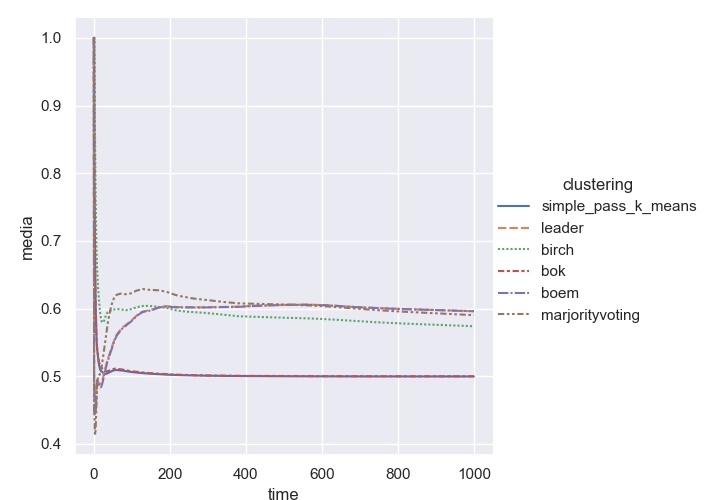 1.0
0.9
0.8
0.7
0.6
0.5
0.4
media
0 200 400 600 800 1000
time
clustering
simple_pass_k_means
leader
birch
bok
boem
marjorityvoting